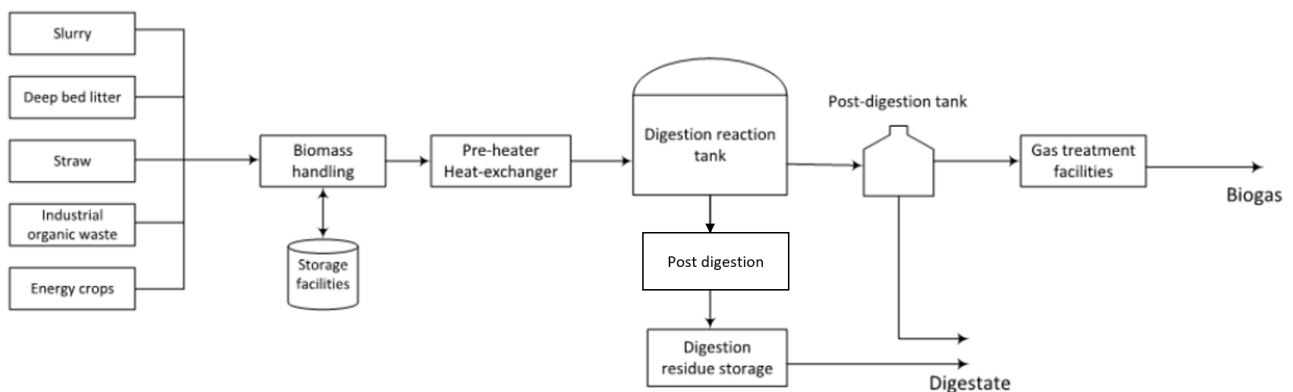 Slurry
Deep bed litter
Straw
Industrial
organic waste
Energy crops
Biomass
handling
Storage
facilities
Pre-heater
Heat-exchanger
Digestion reaction
tank
Post digestion
Digestion
residue storage
Post-digestion tank
Gas treatment
facilities
Biogas
Digestate